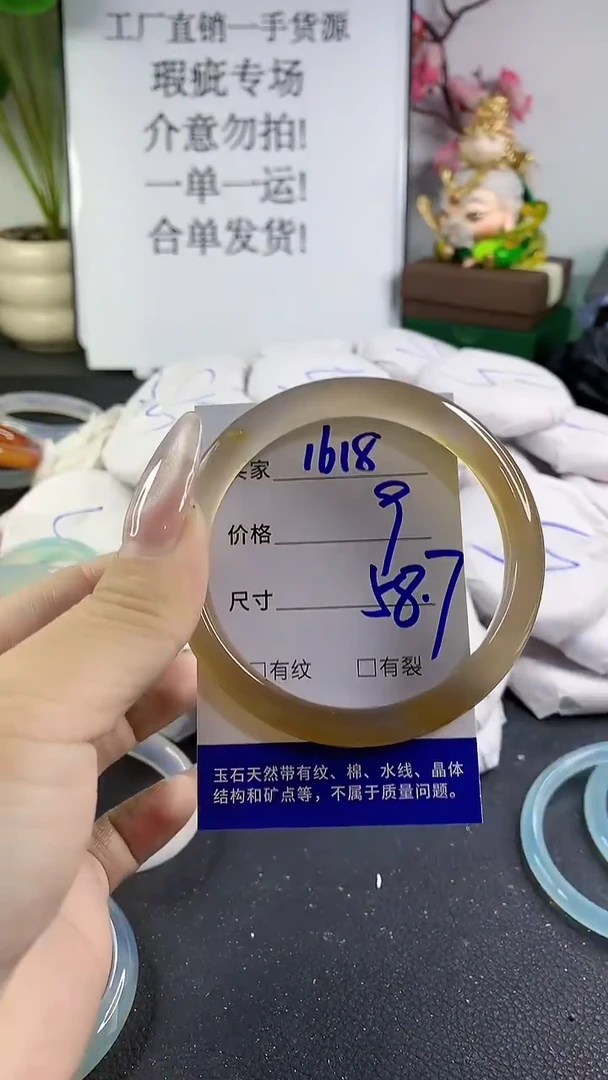 工厂直销一手货源
瑕疵专场
介意勿拍!
一单一运!
合单发货!
家 1618
价格 9
尺寸 58.7
□有纹 □有裂
玉石天然带有纹、棉、水线、晶体
结构和矿点等，不属于质量问题。